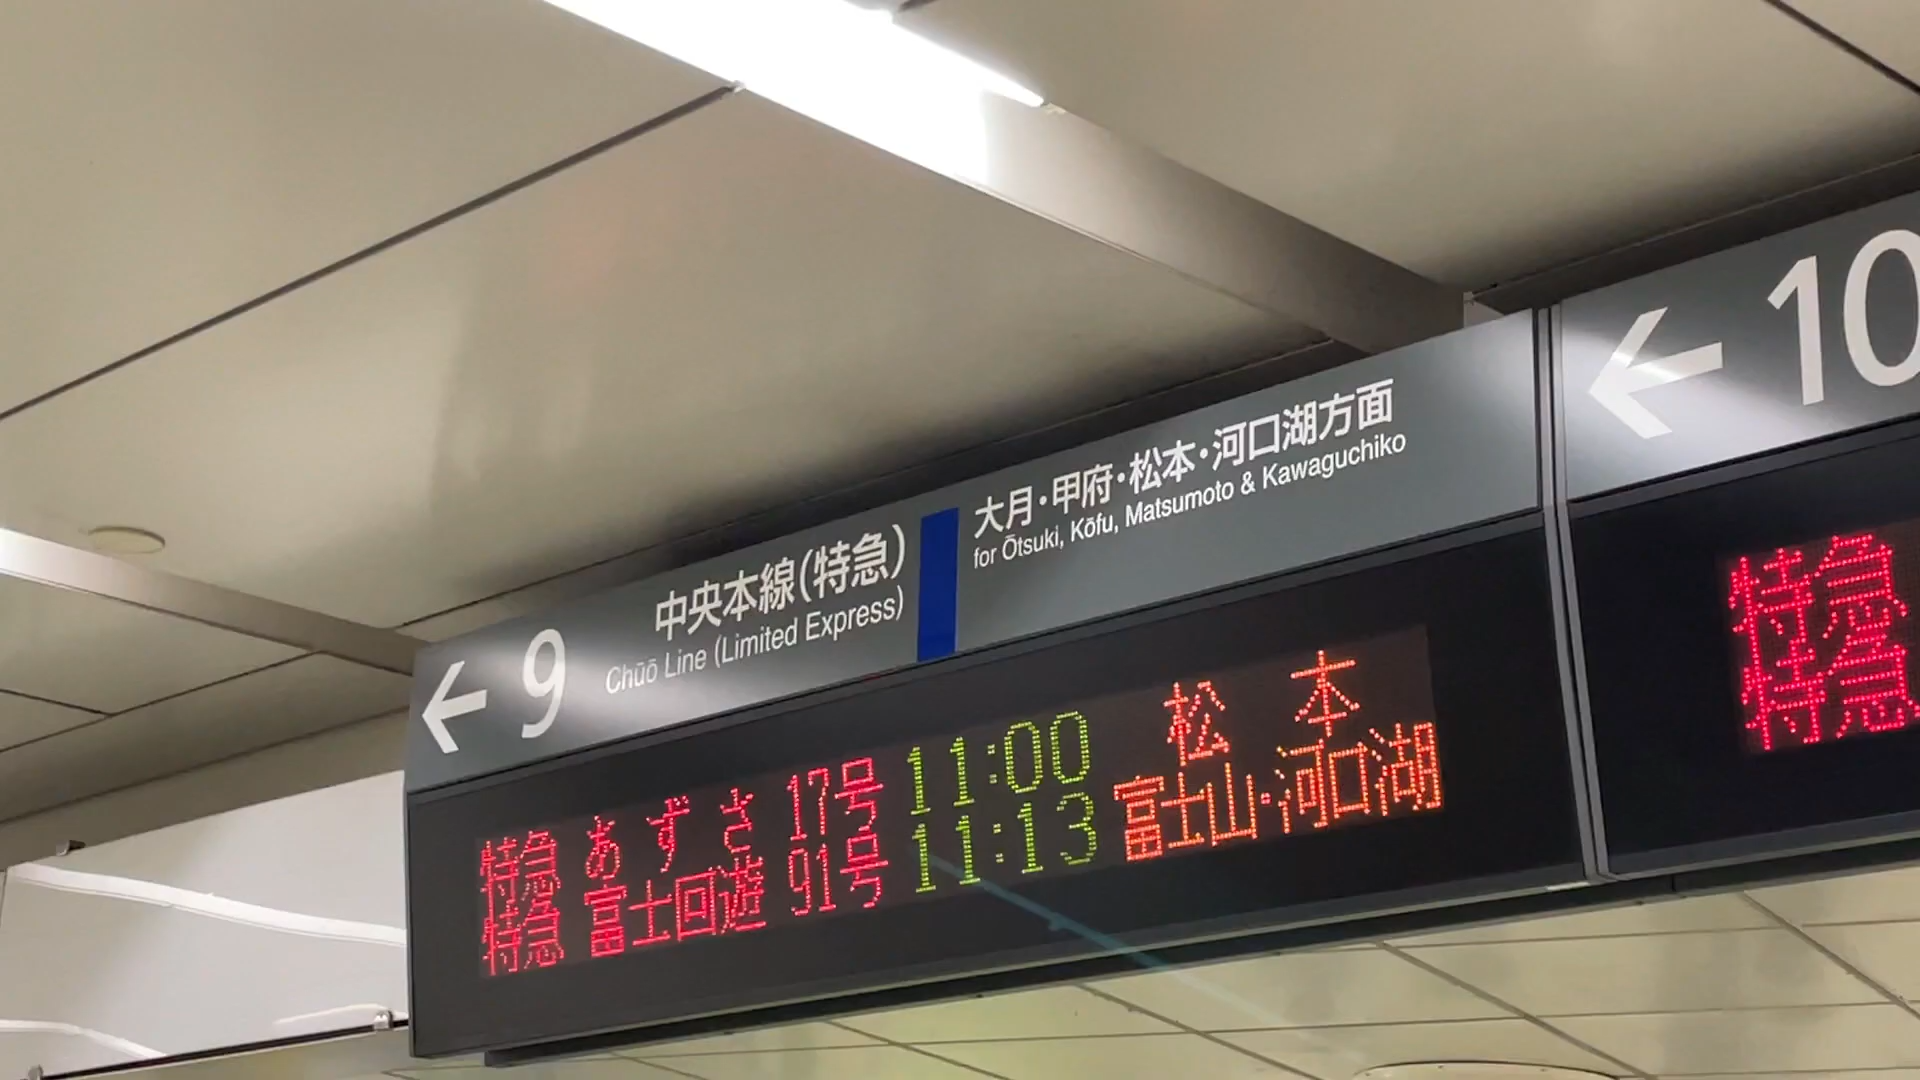 ← 9 中央本線(特急)
Chūō Line (Limited Express)
大月・甲府・松本・河口湖方面
for Ōtsuki, Kōfu, Matsumoto & Kawaguchiko
特急 あずさ 17号 11:00 松本
特急 富士回遊 91号 11:13 富士山・河口湖
← 10
特急
特急